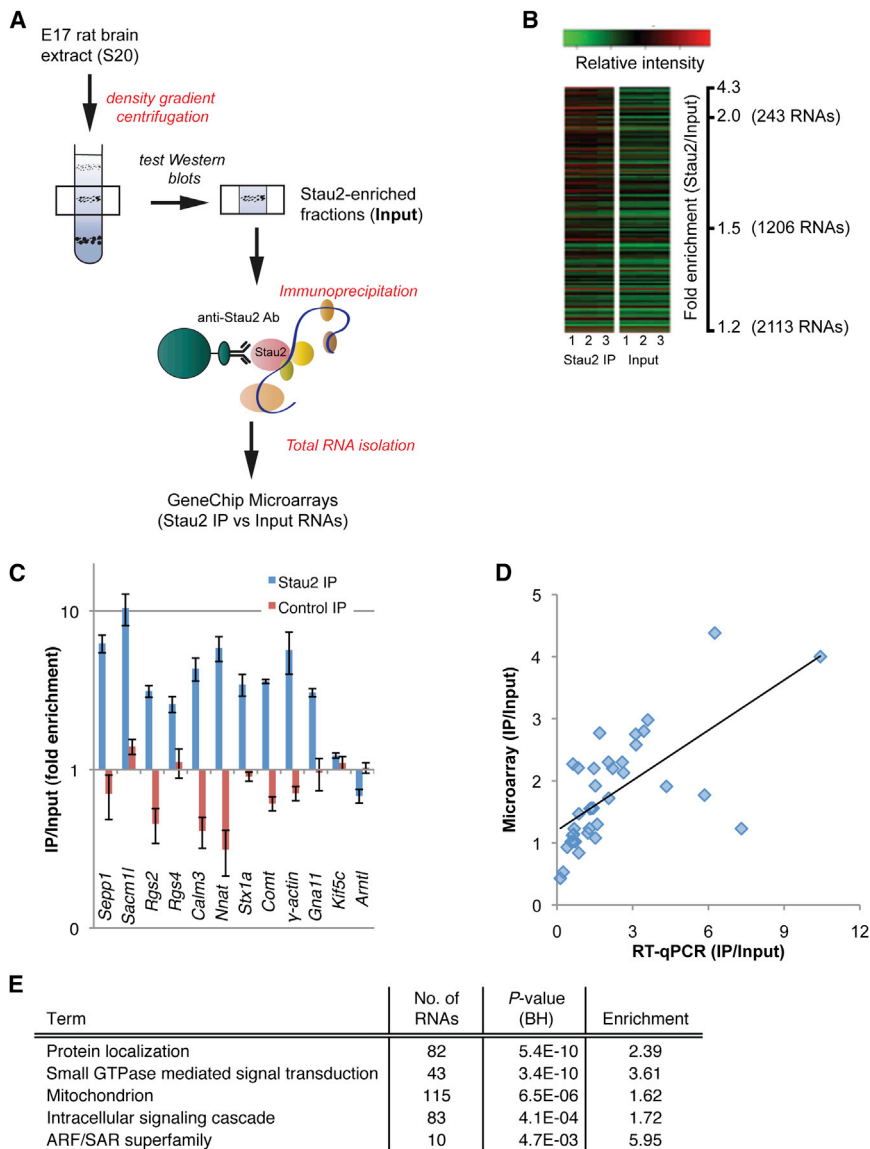 A
E17 rat brain
extract (S20)
density gradient
centrifugation)
test Western
blots
Stau2-enriched
fractions (Input)
Immunoprecipitation
anti-Stau2 Ab
Stau2
Total RNA isolation
GeneChip Microarrays
(Stau2 IP vs Input RNAs)
B
Relative intensity
Fold enrichment (Stau2/Input)
4.3
2.0 (243 RNAs)
1.5 (1206 RNAs)
1.2 (2113 RNAs)
1 2 3 1 2 3
Stau2 IP Input
C
IP/Input (fold enrichment)
10
1
0
Stau2 IP
Control IP
Sepp1
Sacm1l
Rgs2
Rgs4
Calm3
Nnat
Stx1a
Comt
γ-actin
Gna11
Kif5c
Arntl
D
Microarray (IP/Input)
5
4
3
2
1
0
0 3 6 9 12
RT-qPCR (IP/Input)
E
Term No. of RNAs P-value (BH) Enrichment
Protein localization 82 5.4E-10 2.39
Small GTPase mediated signal transduction 43 3.4E-10 3.61
Mitochondrion 115 6.5E-06 1.62
Intracellular signaling cascade 83 4.1E-04 1.72
ARF/SAR superfamily 10 4.7E-03 5.95